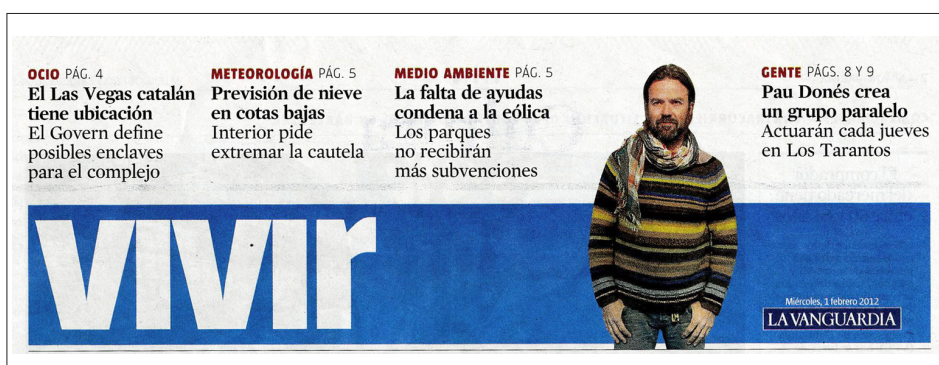 OCIO PÁG. 4
El Las Vegas catalán
tiene ubicación
El Govern define
posibles enclaves
para el complejo
METEOROLOGÍA PÁG. 5
Previsión de nieve
en cotas bajas
Interior pide
extremar la cautela
MEDIO AMBIENTE PÁG. 5
La falta de ayudas
condena a la eólica
Los parques
no recibirán
más subvenciones
GENTE PÁGS. 8 Y 9
Pau Donés crea
un grupo paralelo
Actuarán cada jueves
en Los Tarantos
vivir
Miércoles, 1 febrero 2012
LA VANGUARDIA